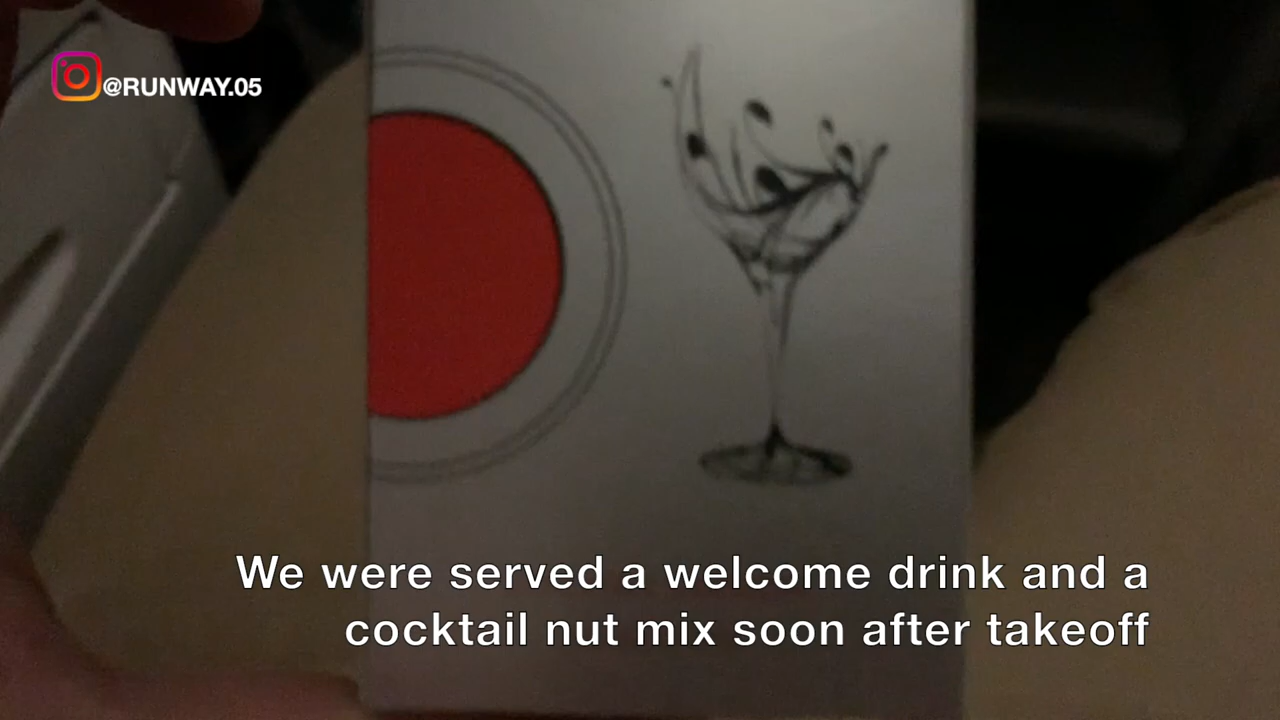 @RUNWAY.05
We were served a welcome drink and a
cocktail nut mix soon after takeoff